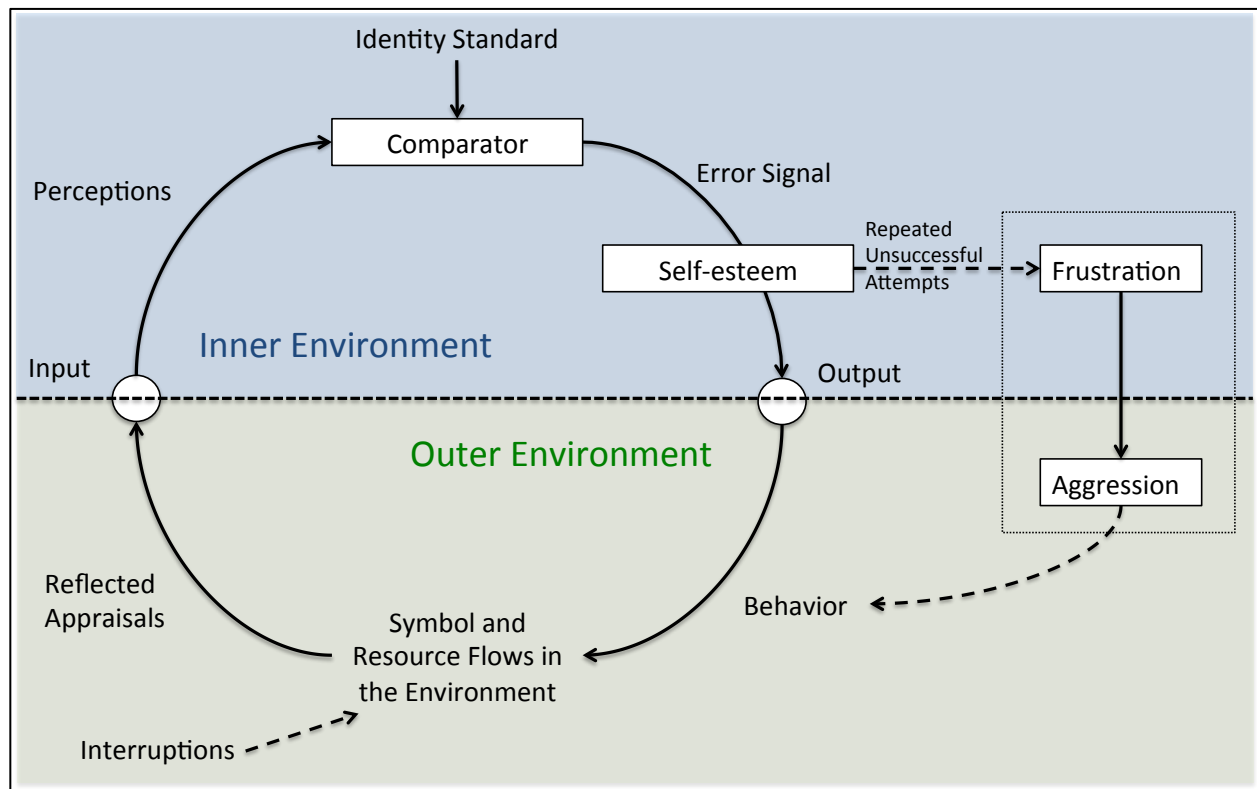 Identity Standard
Comparator
Perceptions
Error Signal
Repeated
Unsuccessful
Attempts
Self-esteem
Frustration
Inner Environment
Input
Output
Outer Environment
Aggression
Reflected
Appraisals
Behavior
Symbol and
Resource Flows in
the Environment
Interruptions